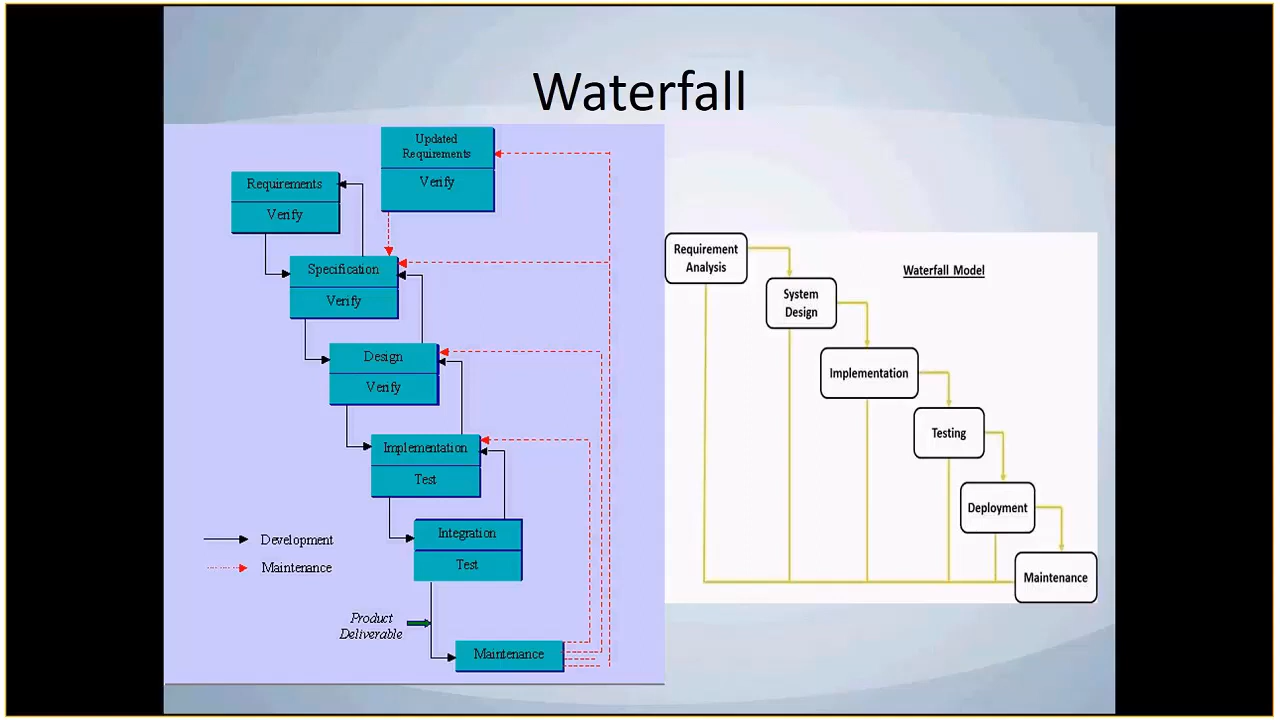 Waterfall
Updated
Requirements
Verify
Requirements
Verify
Specification
Verify
Design
Verify
Implementation
Test
Integration
Test
Development
Maintenance
Product
Deliverable
Maintenance
Waterfall Model
Requirement
Analysis
System
Design
Implementation
Testing
Deployment
Maintenance